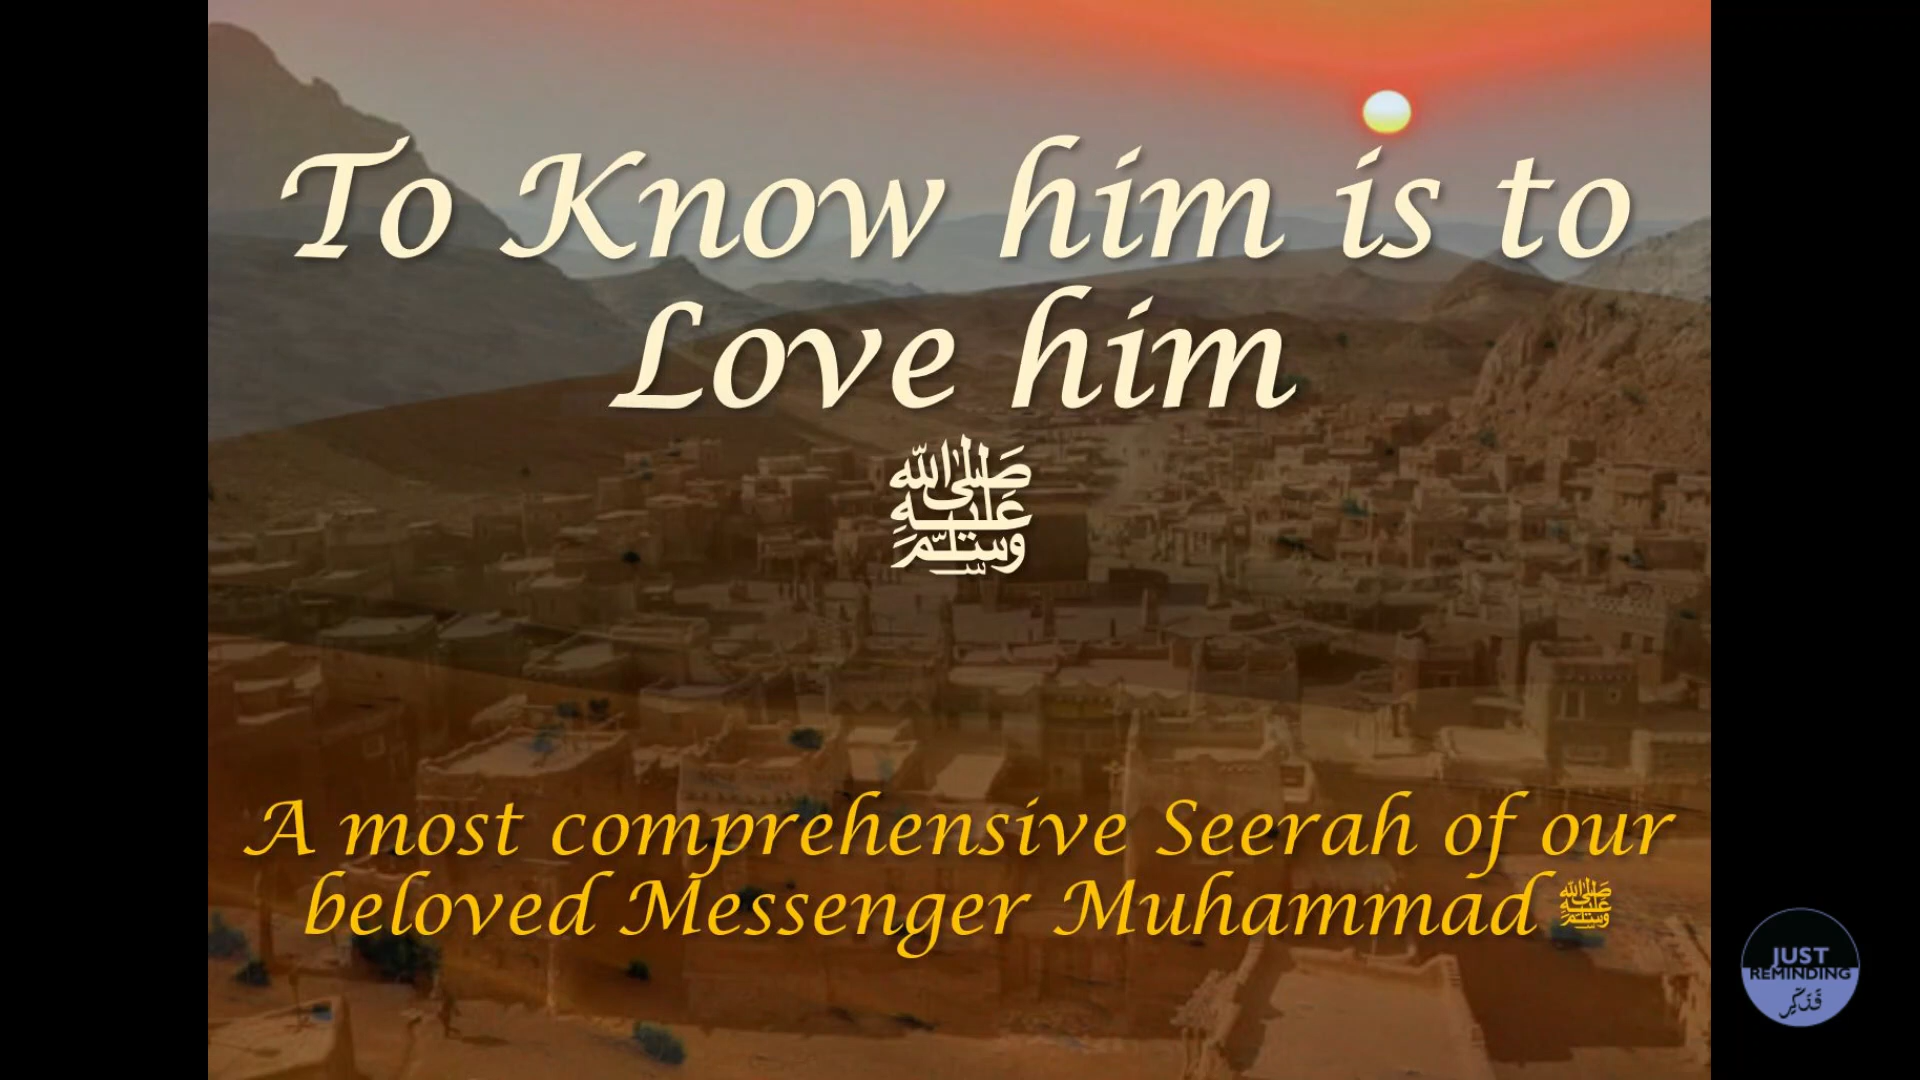 To Know him is to
Love him
ﷺ
A most comprehensive Seerah of our
beloved Messenger Muhammad ﷺ
JUST
REMINDING
فَذَكِّرْ